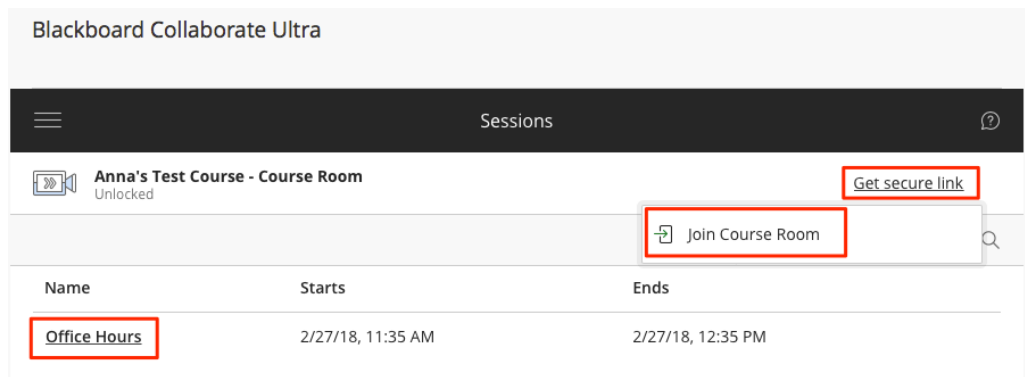 Blackboard Collaborate Ultra
Sessions
Anna's Test Course - Course Room
Unlocked
Get secure link
Join Course Room
Name Starts Ends
Office Hours 2/27/18, 11:35 AM 2/27/18, 12:35 PM